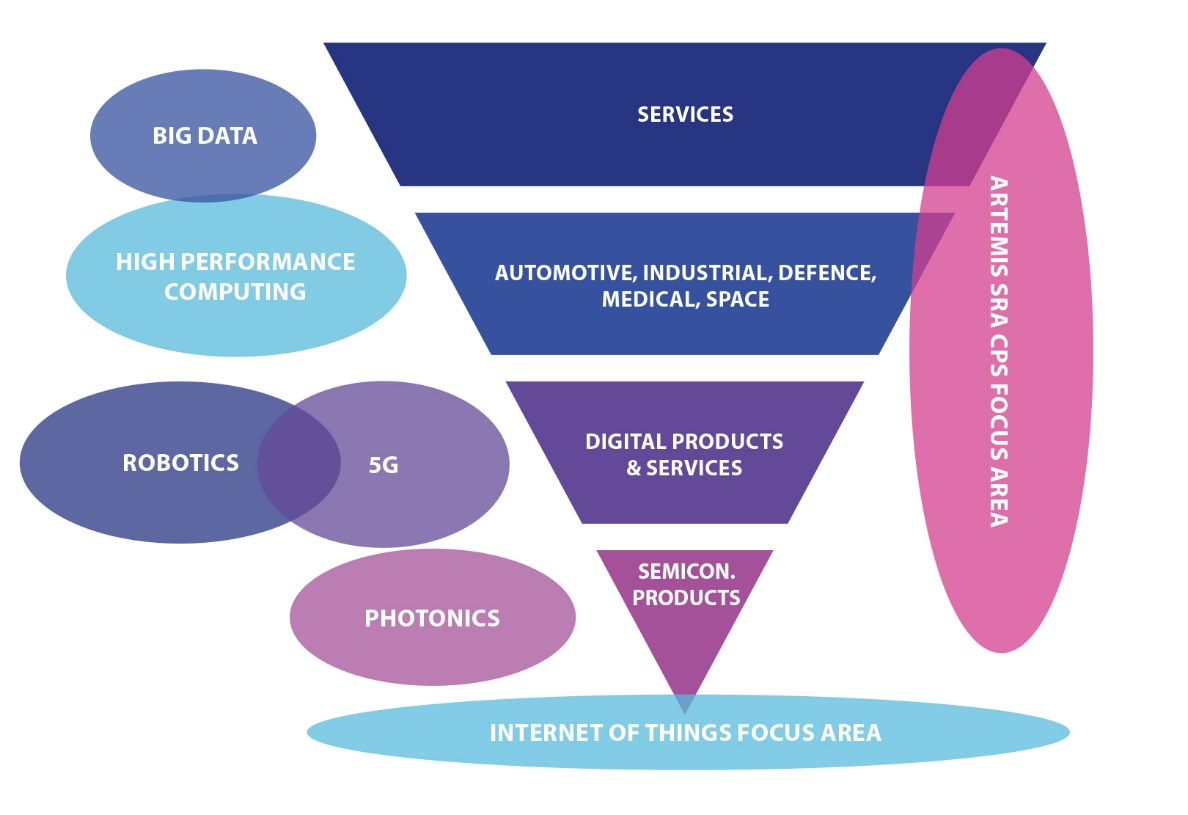 SERVICES
BIG DATA
HIGH PERFORMANCE
COMPUTING
AUTOMOTIVE, INDUSTRIAL, DEFENCE,
MEDICAL, SPACE
ARTEMIS SRA CPS FOCUS AREA
ROBOTICS
5G
DIGITAL PRODUCTS
& SERVICES
SEMICON.
PRODUCTS
PHOTONICS
INTERNET OF THINGS FOCUS AREA